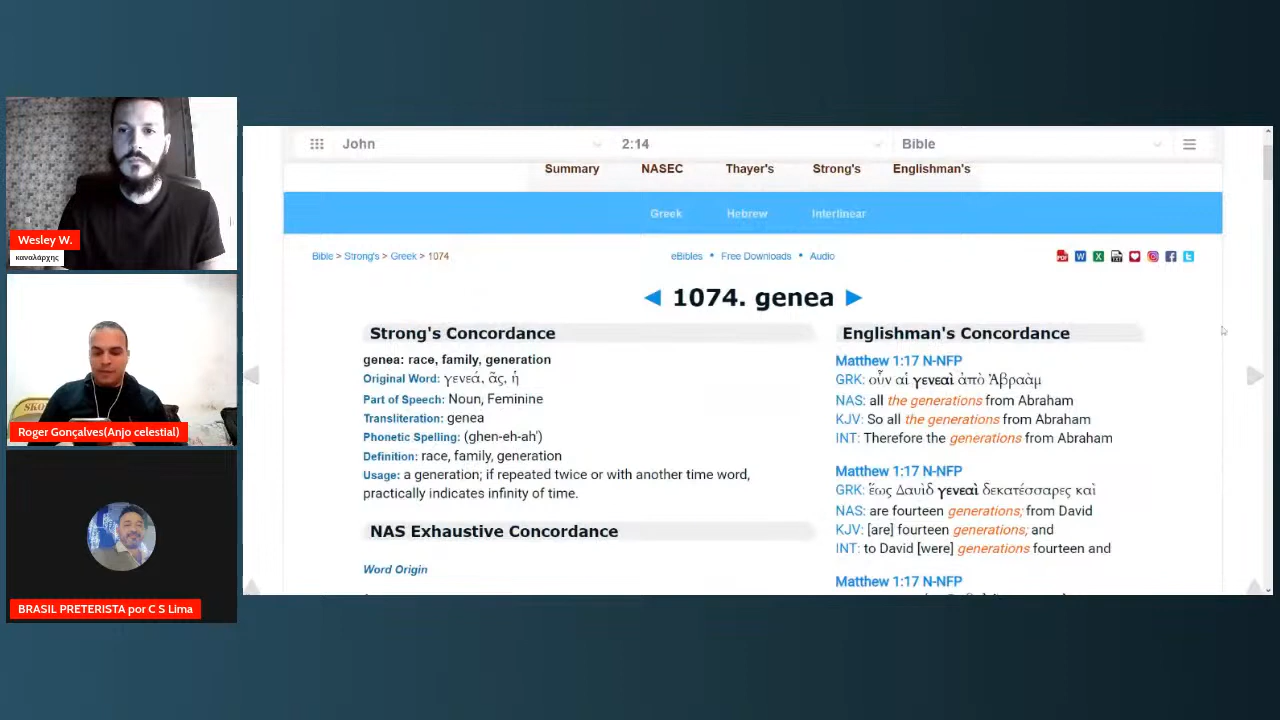 Wesley W.
καναλάρχης
SKO
Roger Gonçalves(Anjo celestial)
BRASIL PRETERISTA por C S Lima
John 2:14 Bible
Summary NASEC Thayer's Strong's Englishman's
Greek Hebrew Interlinear
Bible > Strong's > Greek > 1074
eBibles • Free Downloads • Audio
◄ 1074. genea ►
Strong's Concordance
genea: race, family, generation
Original Word: γενεά, ᾶς, ἡ
Part of Speech: Noun, Feminine
Transliteration: genea
Phonetic Spelling: (ghen-eh-ah')
Definition: race, family, generation
Usage: a generation; if repeated twice or with another time word,
practically indicates infinity of time.
NAS Exhaustive Concordance
Word Origin
Englishman's Concordance
Matthew 1:17 N-NFP
GRK: οὖν αἱ γενεαὶ ἀπὸ Ἀβραὰμ
NAS: all the generations from Abraham
KJV: So all the generations from Abraham
INT: Therefore the generations from Abraham
Matthew 1:17 N-NFP
GRK: ἕως Δαυὶδ γενεαὶ δεκατέσσαρες καὶ
NAS: are fourteen generations; from David
KJV: [are] fourteen generations; and
INT: to David [were] generations fourteen and
Matthew 1:17 N-NFP